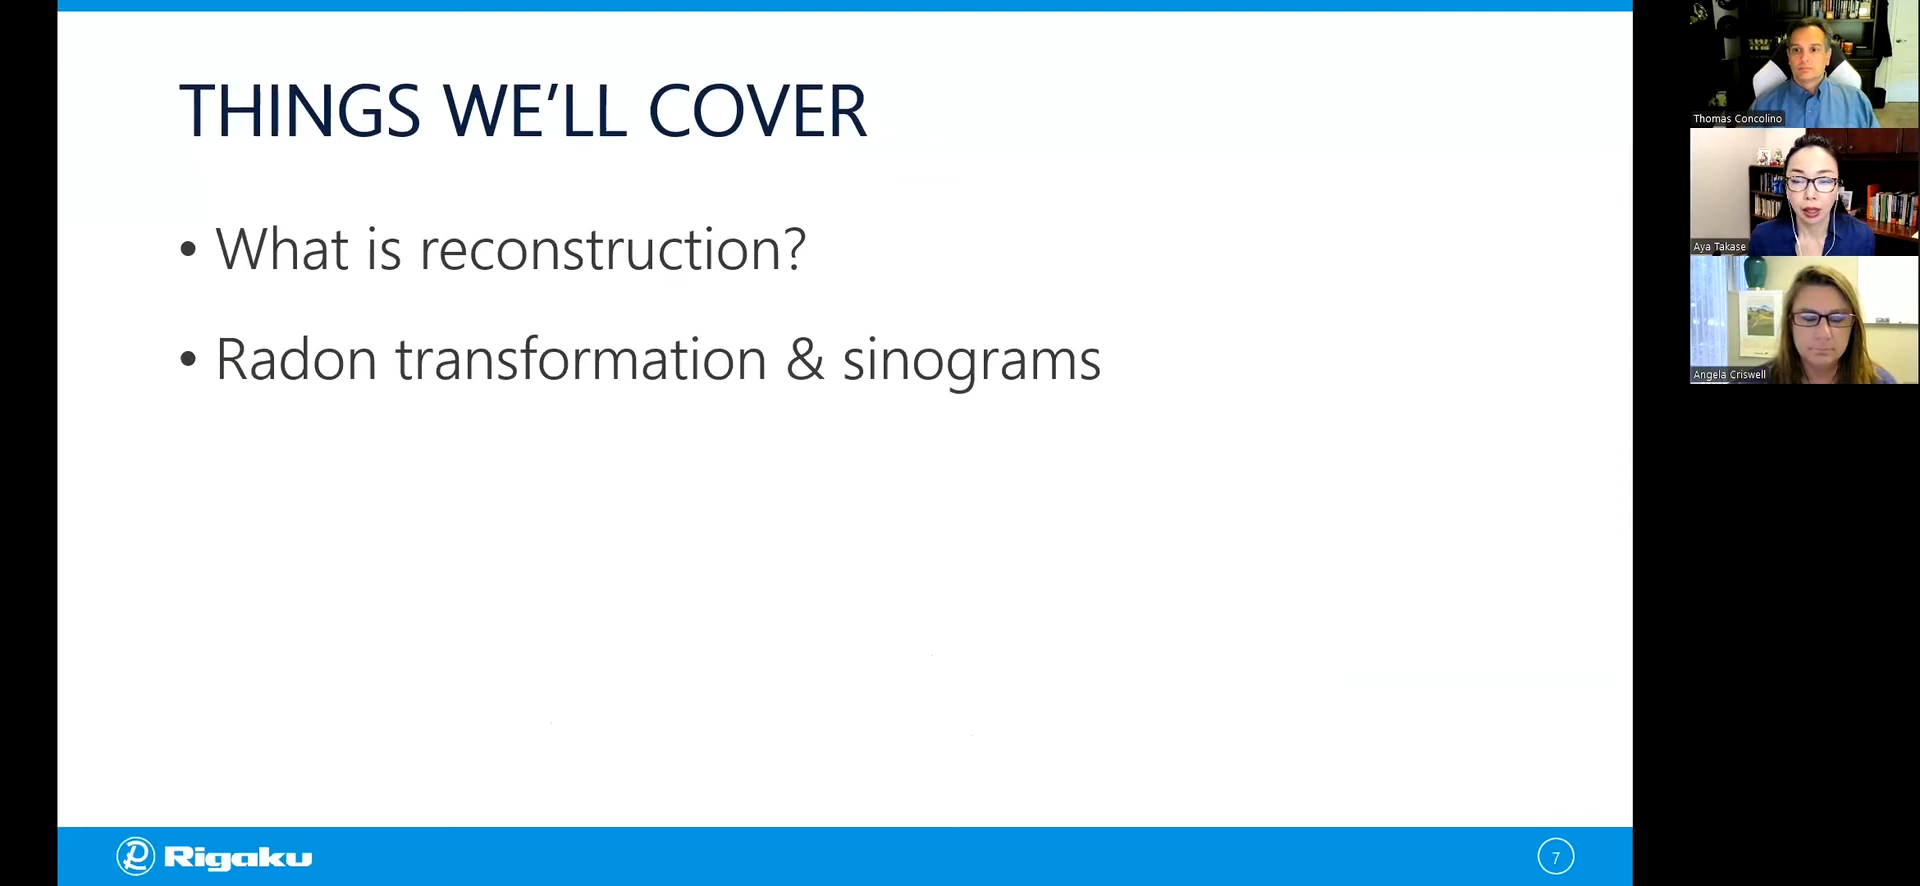 THINGS WE’LL COVER
• What is reconstruction?
• Radon transformation & sinograms
Rigaku
7
Thomas Concolino
Aya Takase
Angela Criswell